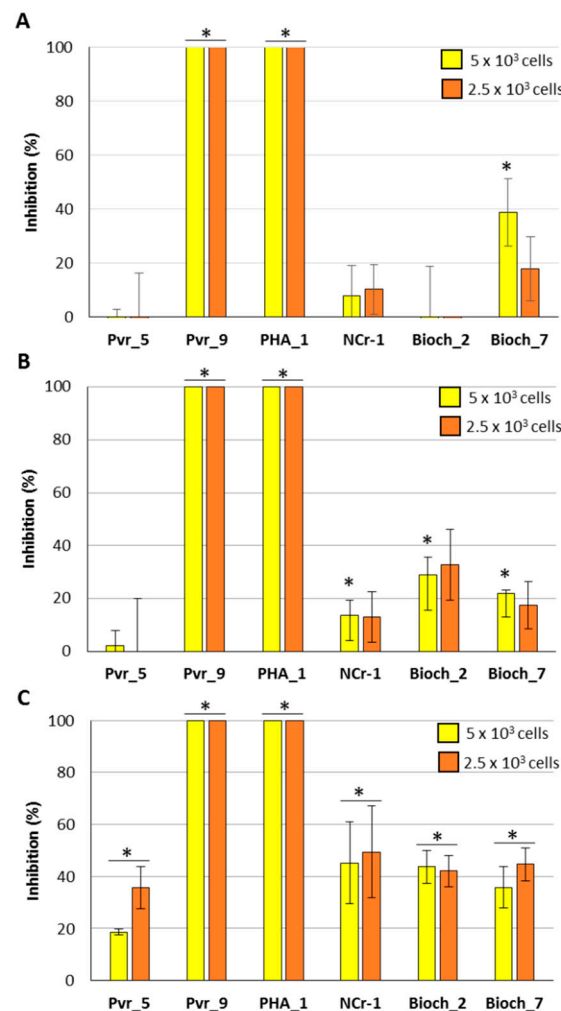 A
* *
100
5 x 10³ cells
2.5 x 10³ cells
80
60
*
40
20
0
Inhibition (%)
Pvr_5 Pvr_9 PHA_1 NCr-1 Bioch_2 Bioch_7
B
* *
100
5 x 10³ cells
2.5 x 10³ cells
80
60
40
* * *
20
0
Inhibition (%)
Pvr_5 Pvr_9 PHA_1 NCr-1 Bioch_2 Bioch_7
C
* *
100
5 x 10³ cells
2.5 x 10³ cells
80
* * * *
60
40
20
0
Inhibition (%)
Pvr_5 Pvr_9 PHA_1 NCr-1 Bioch_2 Bioch_7